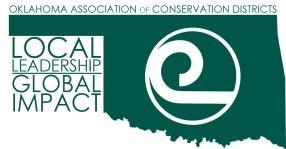 OKLAHOMA ASSOCIATION OF CONSERVATION DISTRICTS
LOCAL
LEADERSHIP
GLOBAL
IMPACT